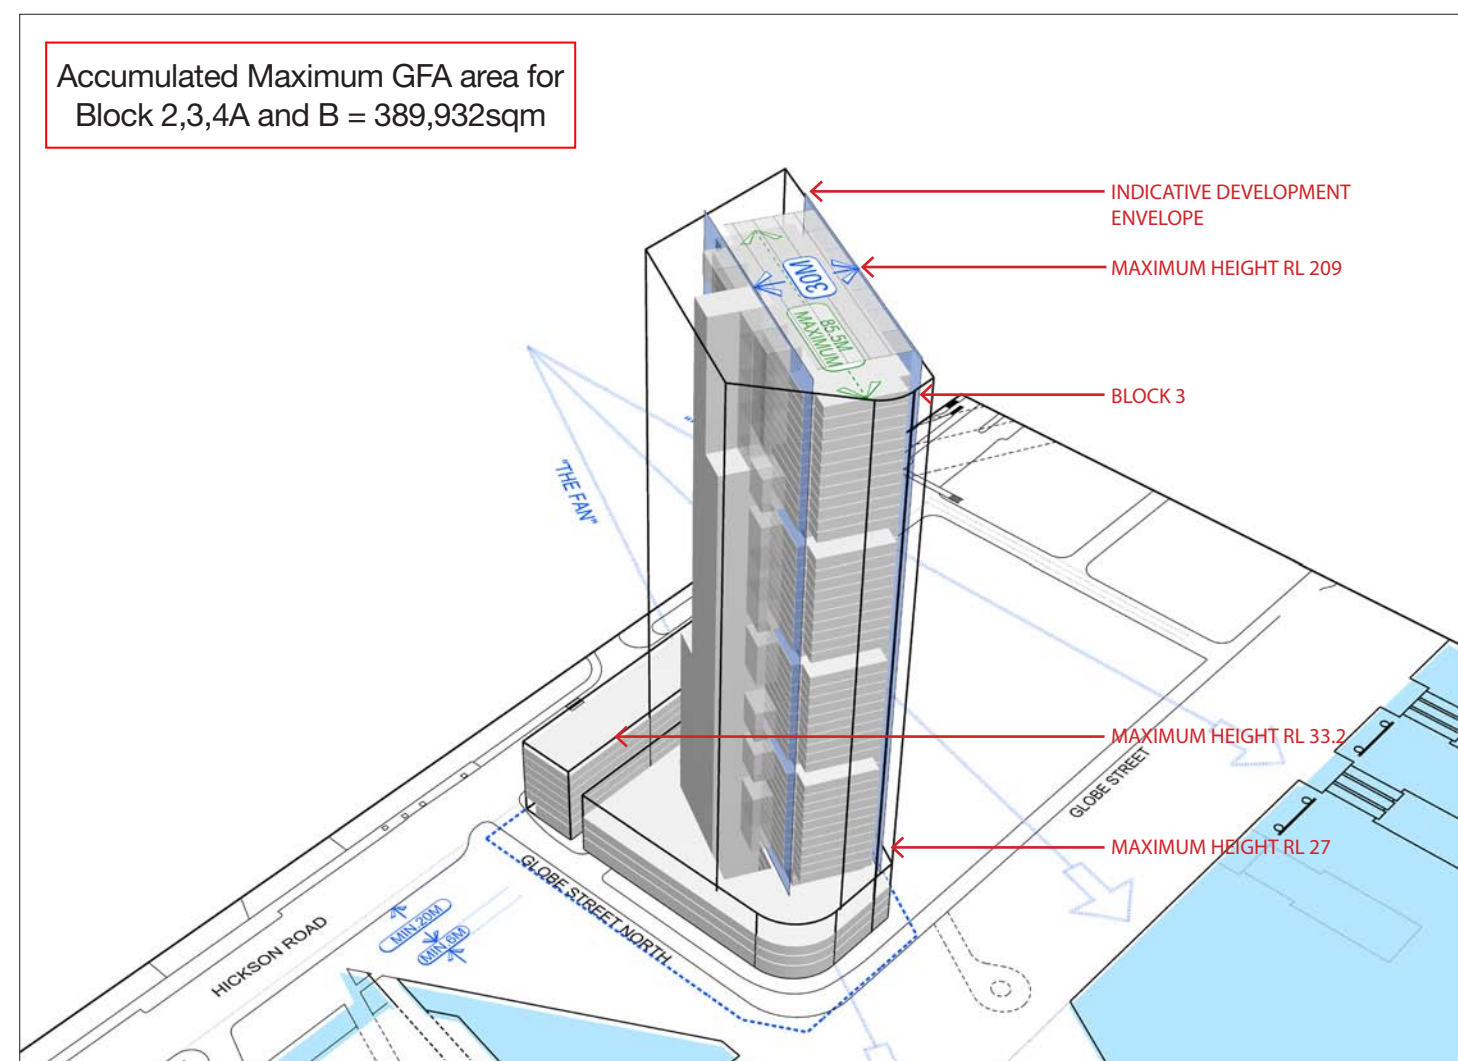 Accumulated Maximum GFA area for
Block 2,3,4A and B = 389,932sqm
INDICATIVE DEVELOPMENT
ENVELOPE
MAXIMUM HEIGHT RL 209
30M
85.5M
MAXIMUM
BLOCK 3
"THE FAN"
MAXIMUM HEIGHT RL 33.2
GLOBE STREET
MAXIMUM HEIGHT RL 27
GLOBE STREET NORTH
MIN 20M
MIN 6M
HICKSON ROAD